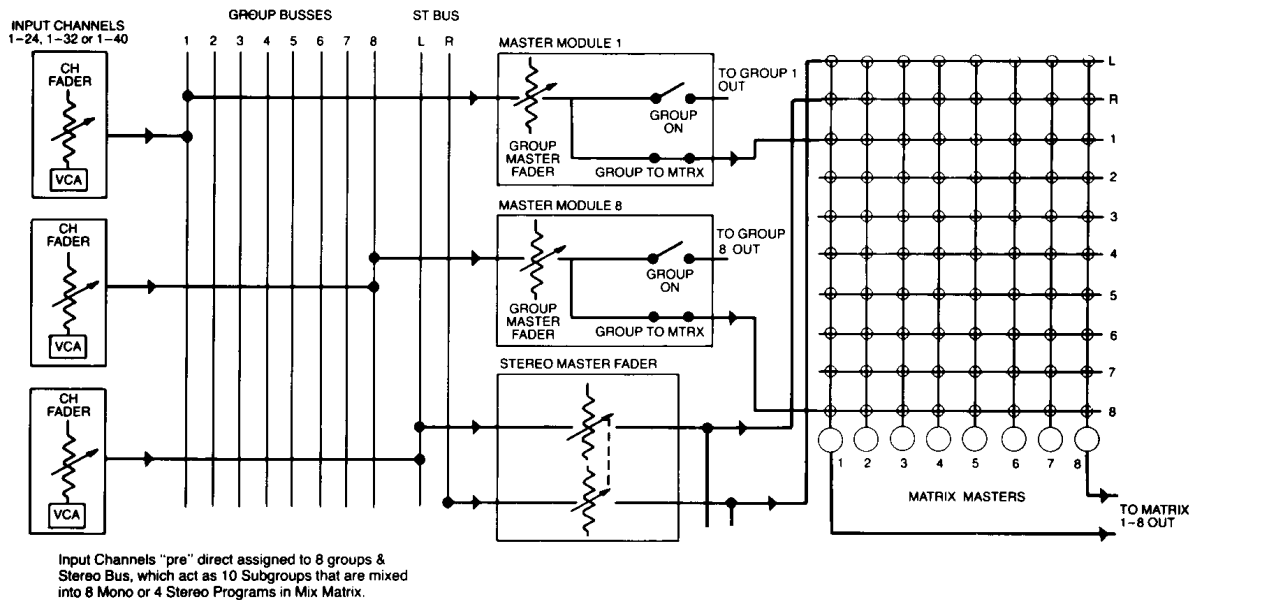 GROUP BUSSES
ST BUS
INPUT CHANNELS
1-24, 1-32 or 1-40
1 2 3 4 5 6 7 8
L R
CH
FADER
VCA
CH
FADER
VCA
CH
FADER
VCA
MASTER MODULE 1
TO GROUP 1
OUT
GROUP
ON
GROUP
MASTER
FADER
GROUP TO MTRX
MASTER MODULE 8
TO GROUP
8 OUT
GROUP
ON
GROUP
MASTER
FADER
GROUP TO MTRX
STEREO MASTER FADER
L
R
1
2
3
4
5
6
7
8
1 2 3 4 5 6 7 8
MATRIX MASTERS
TO MATRIX
1-8 OUT
Input Channels "pre" direct assigned to 8 groups &
Stereo Bus, which act as 10 Subgroups that are mixed
into 8 Mono or 4 Stereo Programs in Mix Matrix.